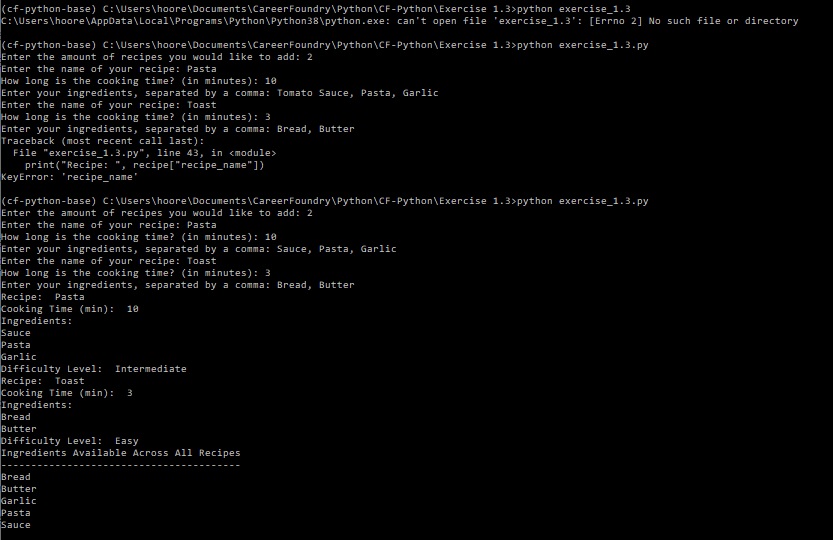 (cf-python-base) C:\Users\hoore\Documents\CareerFoundry\Python\CF-Python\Exercise 1.3>python exercise_1.3
C:\Users\hoore\AppData\Local\Programs\Python\Python38\python.exe: can't open file 'exercise_1.3': [Errno 2] No such file or directory
(cf-python-base) C:\Users\hoore\Documents\CareerFoundry\Python\CF-Python\Exercise 1.3>python exercise_1.3.py
Enter the amount of recipes you would like to add: 2
Enter the name of your recipe: Pasta
How long is the cooking time? (in minutes): 10
Enter your ingredients, separated by a comma: Tomato Sauce, Pasta, Garlic
Enter the name of your recipe: Toast
How long is the cooking time? (in minutes): 3
Enter your ingredients, separated by a comma: Bread, Butter
Traceback (most recent call last):
  File "exercise_1.3.py", line 43, in <module>
    print("Recipe: ", recipe["recipe_name"])
KeyError: 'recipe_name'
(cf-python-base) C:\Users\hoore\Documents\CareerFoundry\Python\CF-Python\Exercise 1.3>python exercise_1.3.py
Enter the amount of recipes you would like to add: 2
Enter the name of your recipe: Pasta
How long is the cooking time? (in minutes): 10
Enter your ingredients, separated by a comma: Sauce, Pasta, Garlic
Enter the name of your recipe: Toast
How long is the cooking time? (in minutes): 3
Enter your ingredients, separated by a comma: Bread, Butter
Recipe:  Pasta
Cooking Time (min):  10
Ingredients:
Sauce
Pasta
Garlic
Difficulty Level:  Intermediate
Recipe:  Toast
Cooking Time (min):  3
Ingredients:
Bread
Butter
Difficulty Level:  Easy
Ingredients Available Across All Recipes
----------------------------------------
Bread
Butter
Garlic
Pasta
Sauce